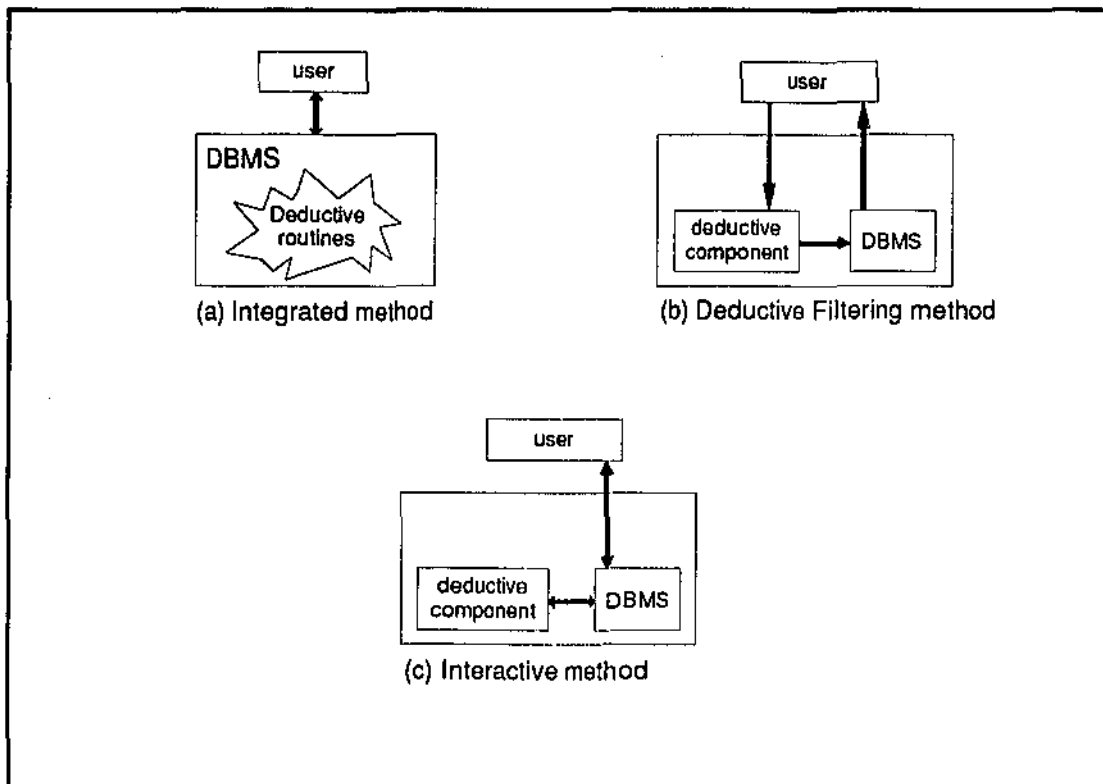 user
DBMS
Deductive
routines
(a) Integrated method
user
deductive
component
DBMS
(b) Deductive Filtering method
user
deductive
component
DBMS
(c) Interactive method